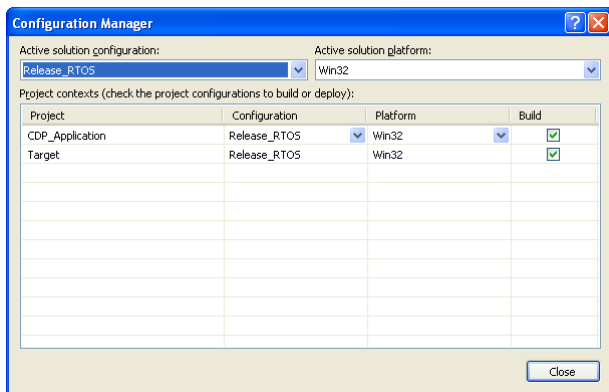 Configuration Manager
Active solution configuration: Active solution platform:
Release_RTOS Win32
Project contexts (check the project configurations to build or deploy):
Project Configuration Platform Build
CDP_Application Release_RTOS Win32
Target Release_RTOS Win32
Close